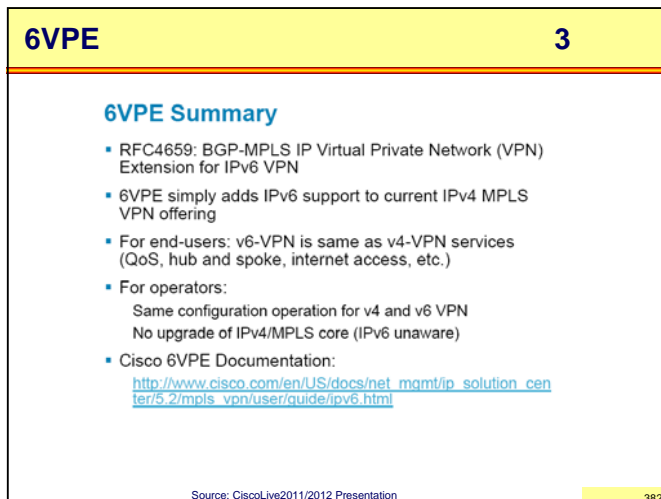 6VPE 3
6VPE Summary
▪ RFC4659: BGP-MPLS IP Virtual Private Network (VPN)
Extension for IPv6 VPN
▪ 6VPE simply adds IPv6 support to current IPv4 MPLS
VPN offering
▪ For end-users: v6-VPN is same as v4-VPN services
(QoS, hub and spoke, internet access, etc.)
▪ For operators:
Same configuration operation for v4 and v6 VPN
No upgrade of IPv4/MPLS core (IPv6 unaware)
▪ Cisco 6VPE Documentation:
http://www.cisco.com/en/US/docs/net_mgmt/ip_solution_cen
ter/5.2/mpls_vpn/user/guide/ipv6.html
Source: CiscoLive2011/2012 Presentation
382